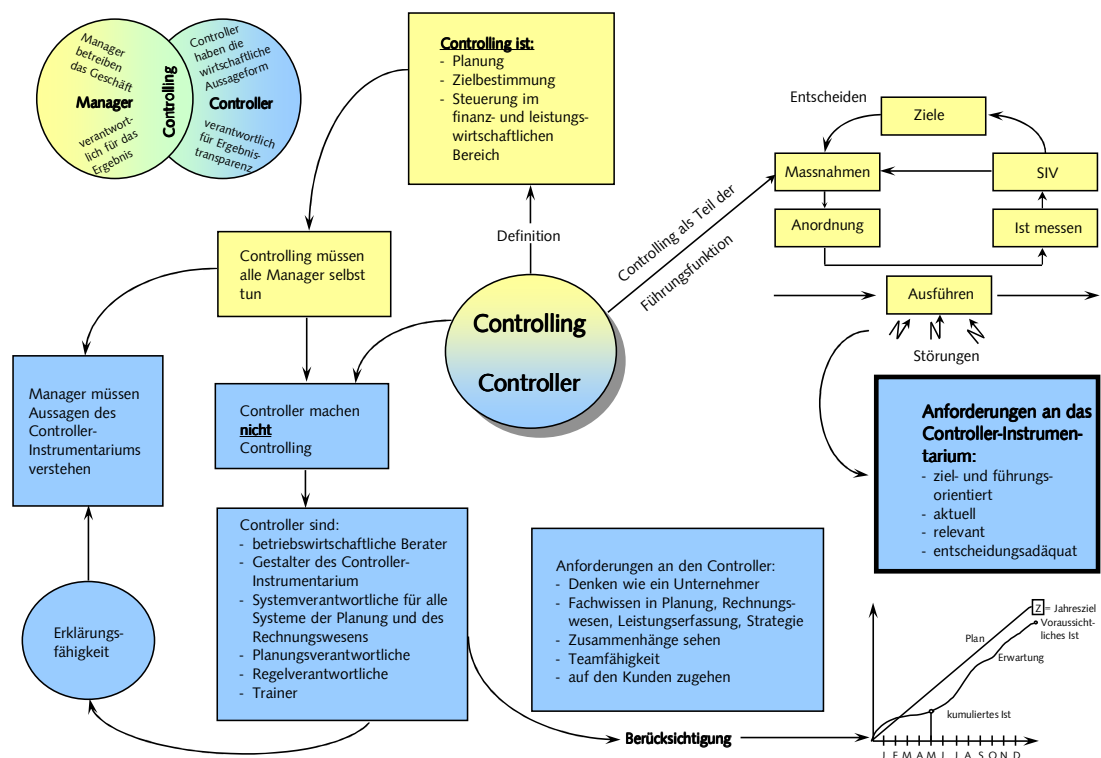 Manager
betreiben
das Geschäft
Manager
verantwort-
lich für das
Ergebnis
Controlling
Controller
haben die
wirtschaftliche
Aussageform
Controller
verantwortlich
für Ergebnis-
transparenz
Controlling ist:
- Planung
- Zielbestimmung
- Steuerung im
finanz- und leistungs-
wirtschaftlichen
Bereich
Definition
Entscheiden
Ziele
Massnahmen
SIV
Anordnung
Ist messen
Ausführen
Störungen
Controlling als Teil der
Führungsfunktion
Controlling müssen
alle Manager selbst
tun
Controlling
Controller
Manager müssen
Aussagen des
Controller-
Instrumentariums
verstehen
Controller machen
nicht
Controlling
Anforderungen an das
Controller-Instrumen-
tarium:
- ziel- und führungs-
orientiert
- aktuell
- relevant
- entscheidungsadäquat
Controller sind:
- betriebswirtschaftliche Berater
- Gestalter des Controller-
Instrumentarium
- Systemverantwortliche für alle
Systeme der Planung und des
Rechnungswesens
- Planungsverantwortliche
- Regelverantwortliche
- Trainer
Erklärungs-
fähigkeit
Anforderungen an den Controller:
- Denken wie ein Unternehmer
- Fachwissen in Planung, Rechnungs-
wesen, Leistungserfassung, Strategie
- Zusammenhänge sehen
- Teamfähigkeit
- auf den Kunden zugehen
Berücksichtigung
Z = Jahresziel
Voraussicht-
liches Ist
Plan
Erwartung
kumuliertes Ist
J F M A M J J A S O N D